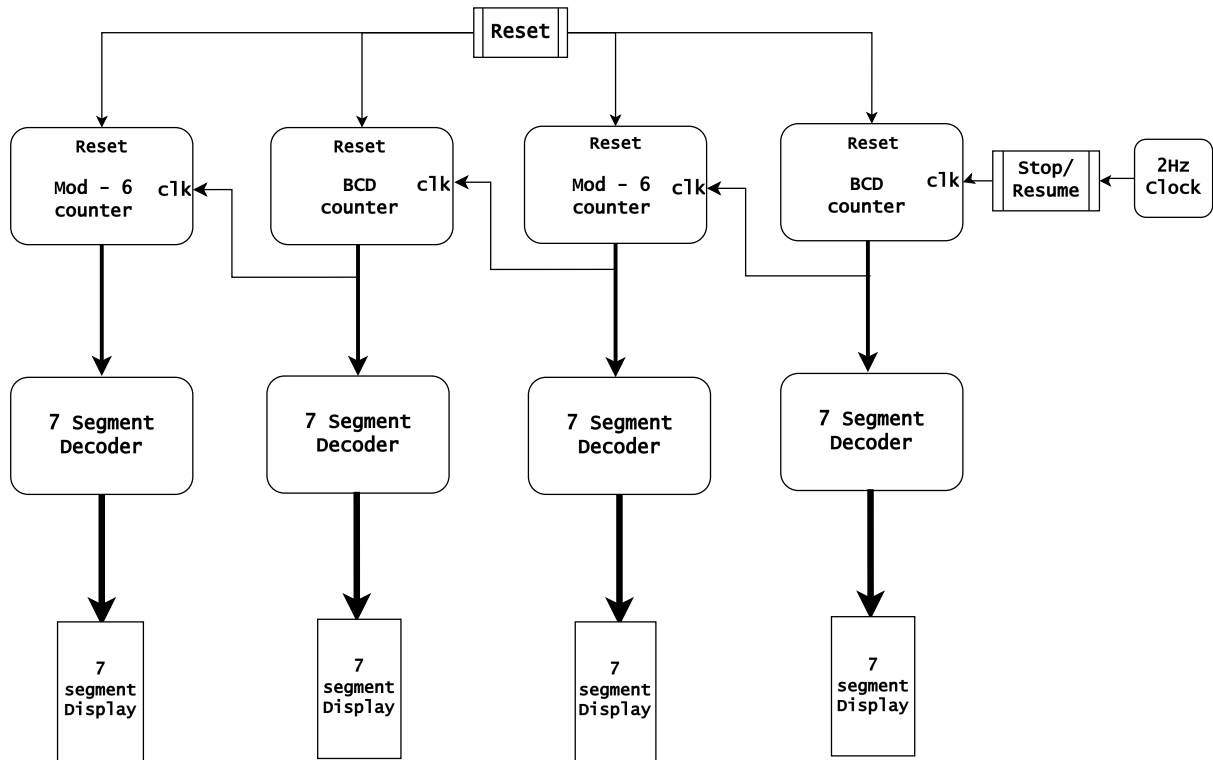 Reset
Reset
Mod - 6
counter
clk
Reset
BCD
counter
clk
Reset
Mod - 6
counter
clk
Reset
BCD
counter
clk
Stop/
Resume
2Hz
Clock
7 Segment
Decoder
7 Segment
Decoder
7 Segment
Decoder
7 Segment
Decoder
7
segment
Display
7
segment
Display
7
segment
Display
7
segment
Display